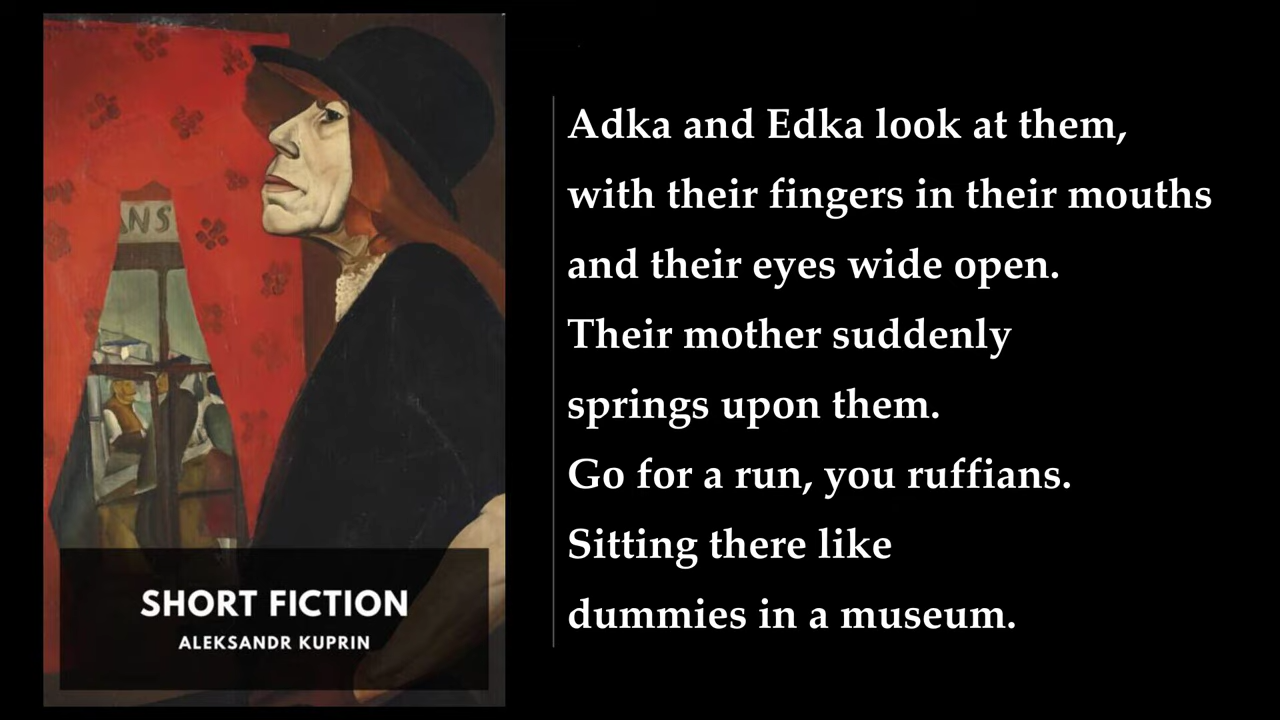 ANS
SHORT FICTION
ALEKSANDR KUPRIN
Adka and Edka look at them,
with their fingers in their mouths
and their eyes wide open.
Their mother suddenly
springs upon them.
Go for a run, you ruffians.
Sitting there like
dummies in a museum.